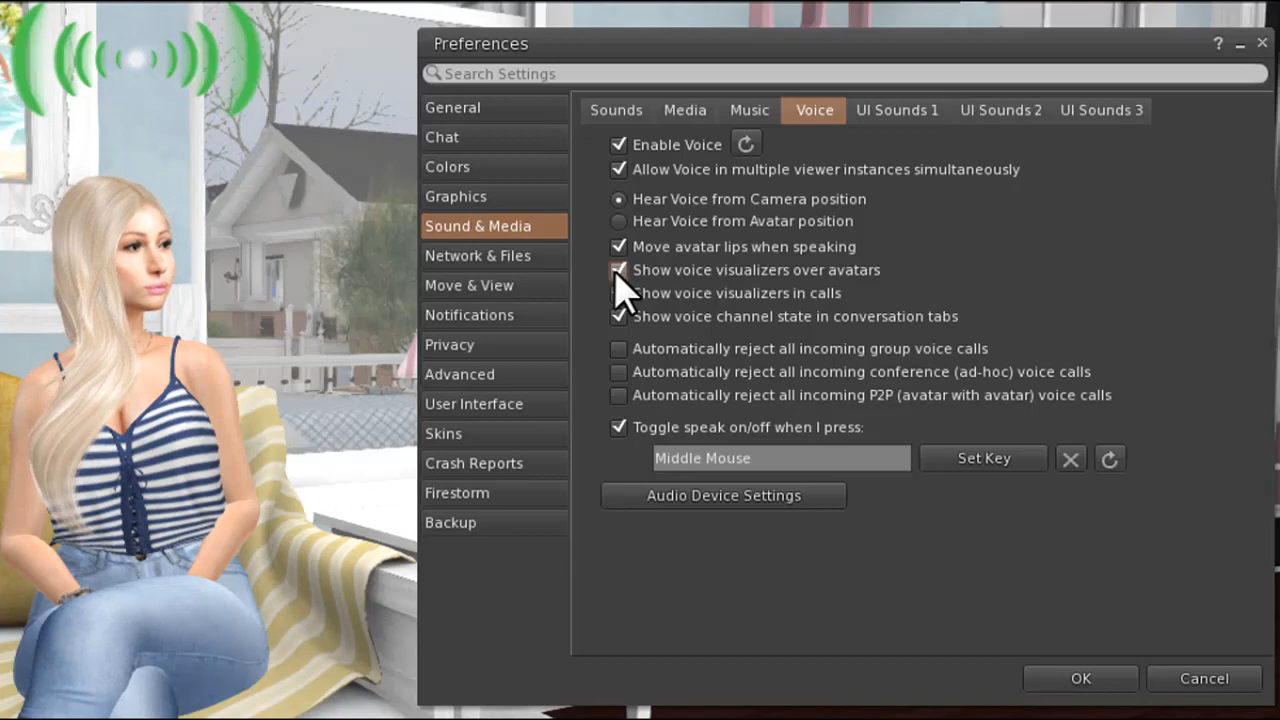 Preferences
?
Search Settings
General
Chat
Colors
Graphics
Sound & Media
Network & Files
Move & View
Notifications
Privacy
Advanced
User Interface
Skins
Crash Reports
Firestorm
Backup
Sounds Media Music Voice UI Sounds 1 UI Sounds 2 UI Sounds 3
Enable Voice
Allow Voice in multiple viewer instances simultaneously
Hear Voice from Camera position
Hear Voice from Avatar position
Move avatar lips when speaking
Show voice visualizers over avatars
Show voice visualizers in calls
Show voice channel state in conversation tabs
Automatically reject all incoming group voice calls
Automatically reject all incoming conference (ad-hoc) voice calls
Automatically reject all incoming P2P (avatar with avatar) voice calls
Toggle speak on/off when I press:
Middle Mouse Set Key
Audio Device Settings
OK Cancel